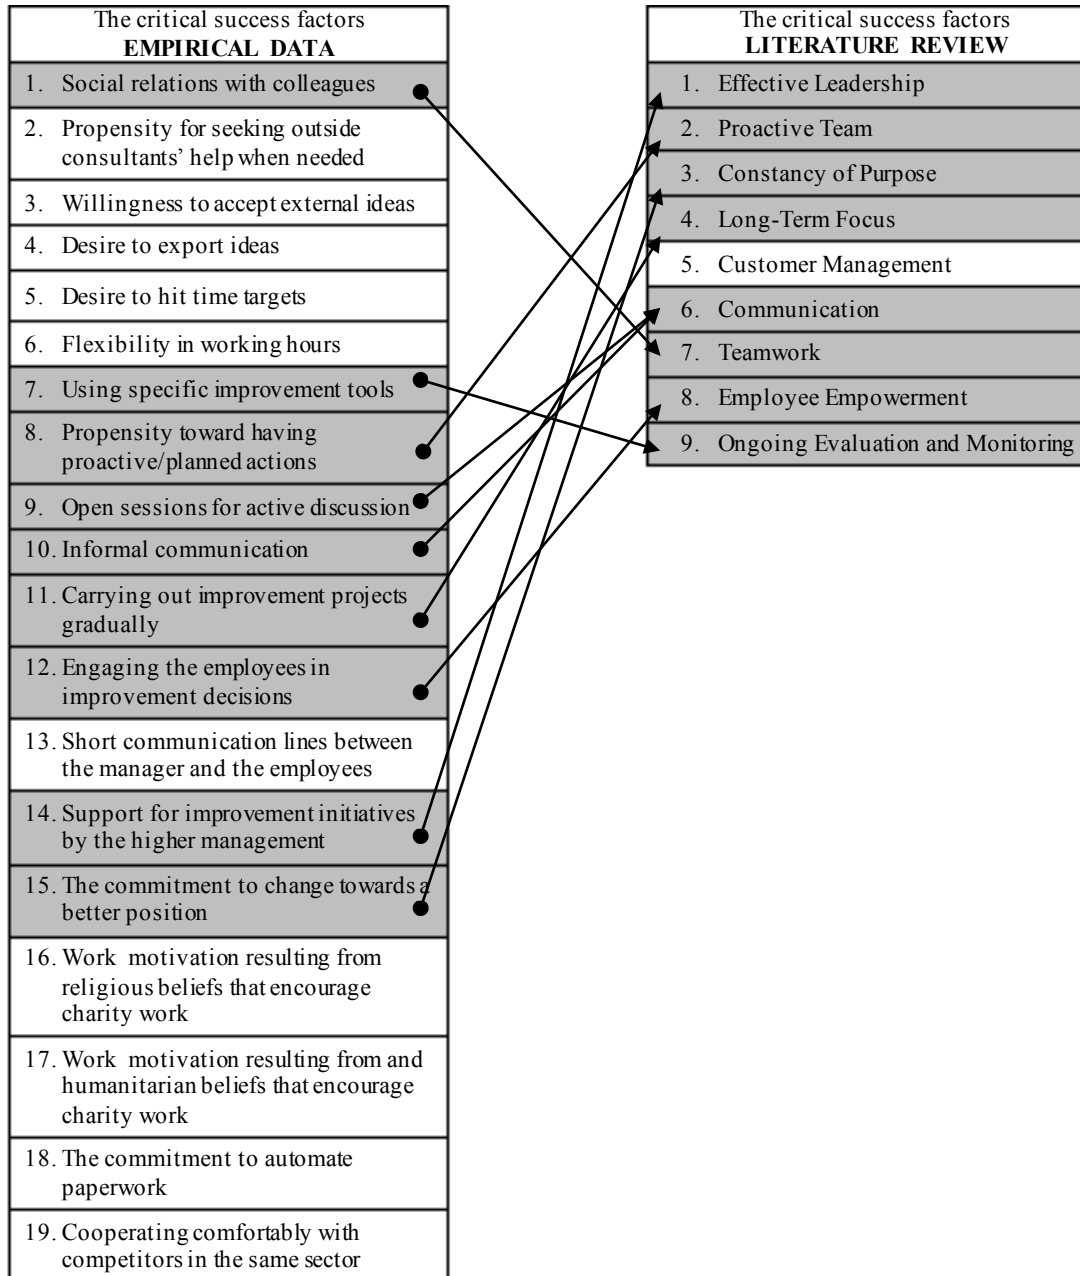 The critical success factors
EMPIRICAL DATA
1. Social relations with colleagues
2. Propensity for seeking outside
consultants’ help when needed
3. Willingness to accept external ideas
4. Desire to export ideas
5. Desire to hit time targets
6. Flexibility in working hours
7. Using specific improvement tools
8. Propensity toward having
proactive/planned actions
9. Open sessions for active discussion
10. Informal communication
11. Carrying out improvement projects
gradually
12. Engaging the employees in
improvement decisions
13. Short communication lines between
the manager and the employees
14. Support for improvement initiatives
by the higher management
15. The commitment to change towards a
better position
16. Work motivation resulting from
religious beliefs that encourage
charity work
17. Work motivation resulting from and
humanitarian beliefs that encourage
charity work
18. The commitment to automate
paperwork
19. Cooperating comfortably with
competitors in the same sector
The critical success factors
LITERATURE REVIEW
1. Effective Leadership
2. Proactive Team
3. Constancy of Purpose
4. Long-Term Focus
5. Customer Management
6. Communication
7. Teamwork
8. Employee Empowerment
9. Ongoing Evaluation and Monitoring